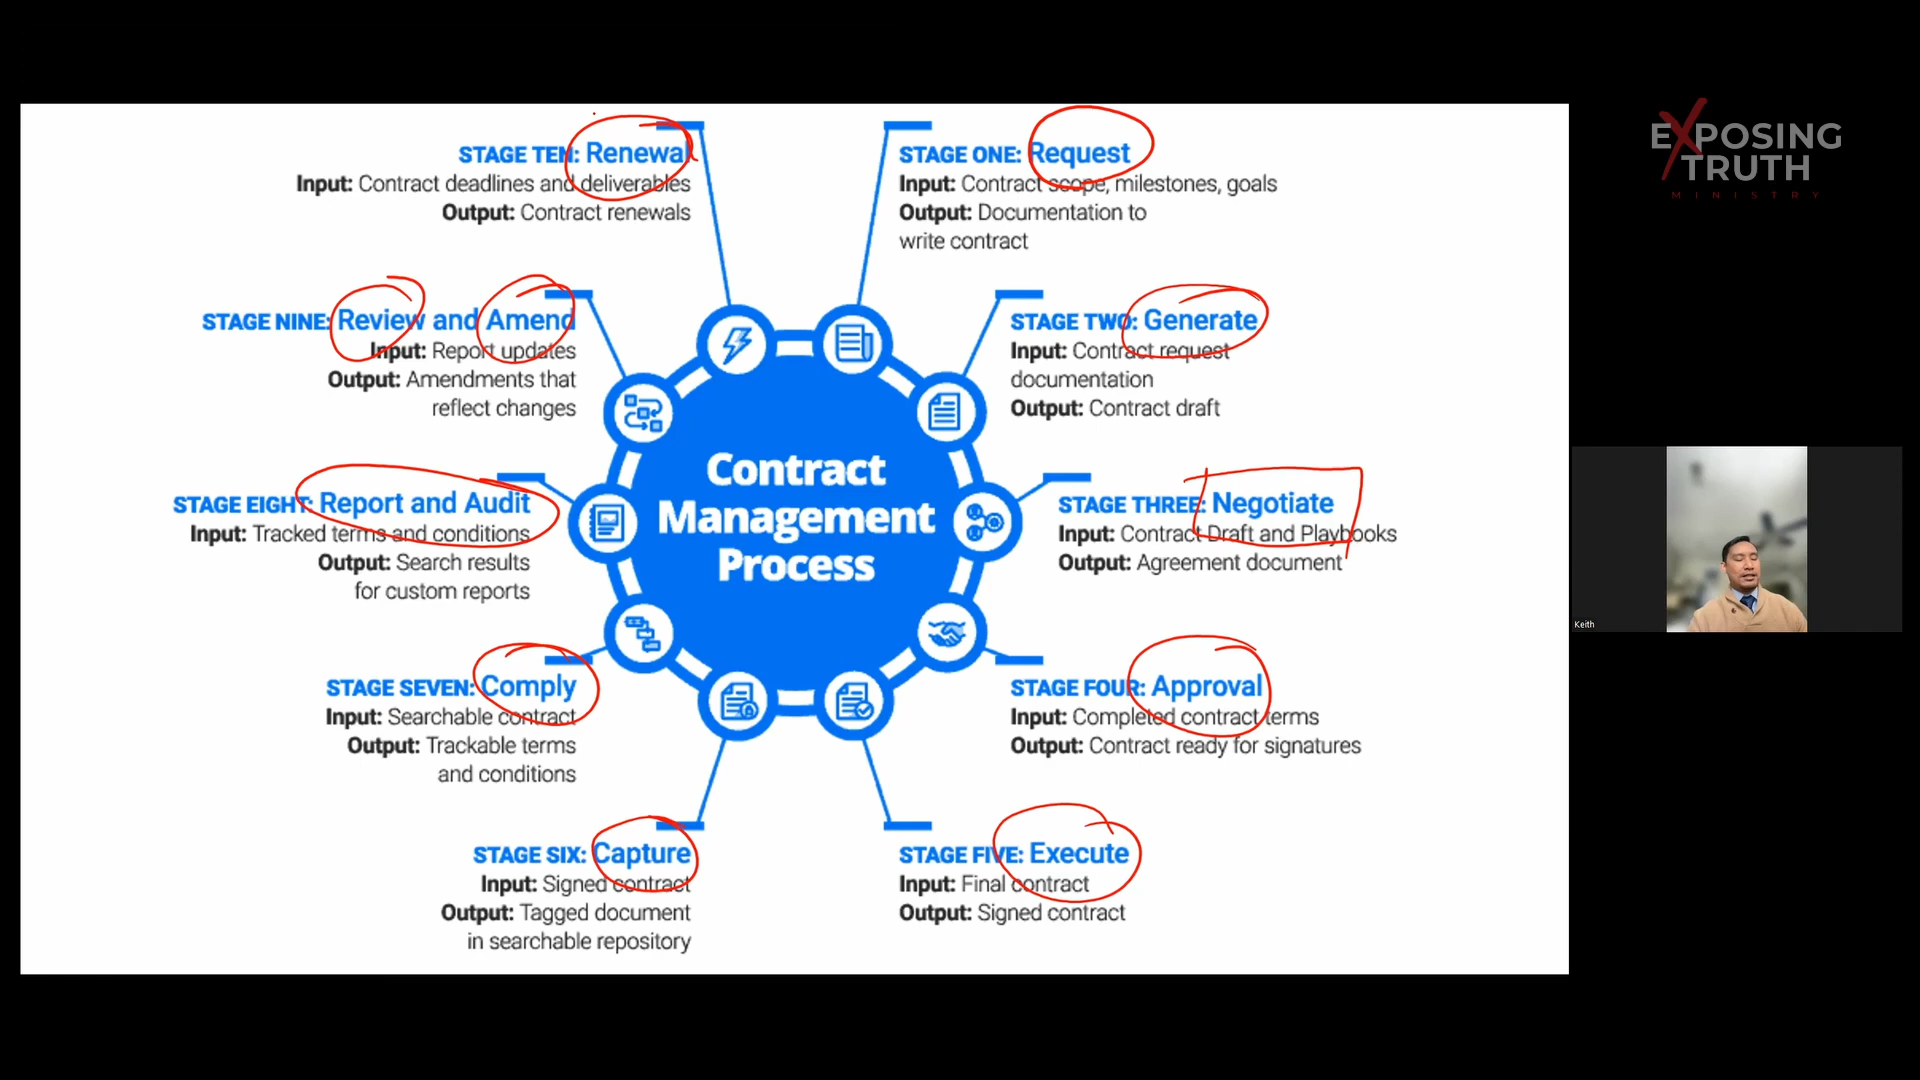 STAGE TEN: Renewal
Input: Contract deadlines and deliverables
Output: Contract renewals
STAGE ONE: Request
Input: Contract scope, milestones, goals
Output: Documentation to
write contract
STAGE NINE: Review and Amend
Input: Report updates
Output: Amendments that
reflect changes
STAGE TWO: Generate
Input: Contract request
documentation
Output: Contract draft
STAGE EIGHT: Report and Audit
Input: Tracked terms and conditions
Output: Search results
for custom reports
Contract
Management
Process
STAGE THREE: Negotiate
Input: Contract Draft and Playbooks
Output: Agreement document
STAGE SEVEN: Comply
Input: Searchable contract
Output: Trackable terms
and conditions
STAGE FOUR: Approval
Input: Completed contract terms
Output: Contract ready for signatures
STAGE SIX: Capture
Input: Signed contract
Output: Tagged document
in searchable repository
STAGE FIVE: Execute
Input: Final contract
Output: Signed contract
EXPOSING
TRUTH
MINISTRY
Keith